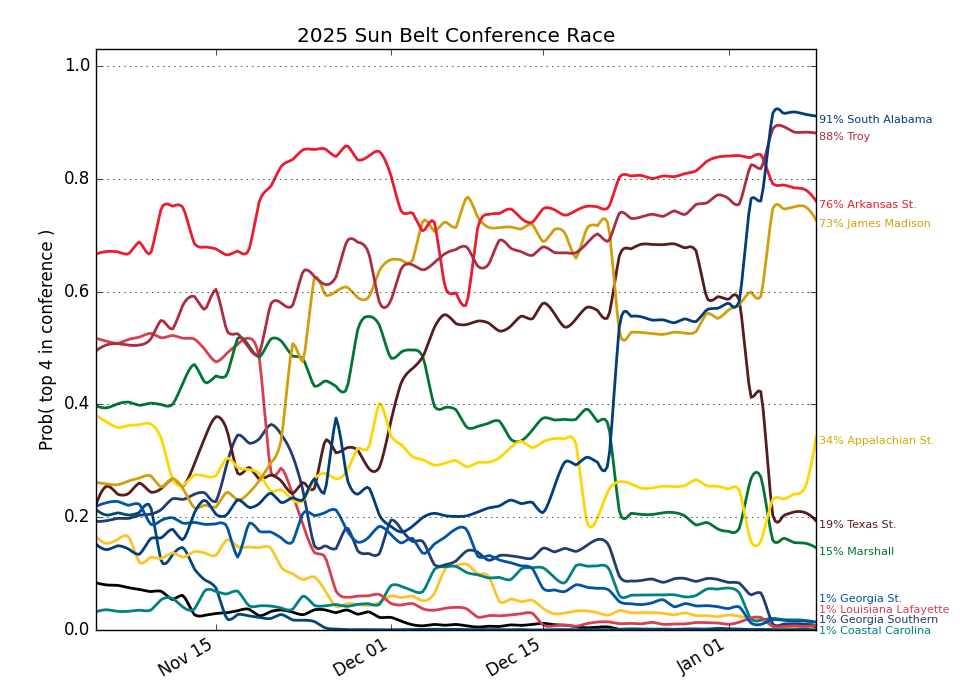 2025 Sun Belt Conference Race
Prob( top 4 in conference )
1.0
0.8
0.6
0.4
0.2
0.0
Nov 15
Dec 01
Dec 15
Jan 01
91% South Alabama
88% Troy
76% Arkansas St.
73% James Madison
34% Appalachian St.
19% Texas St.
15% Marshall
1% Georgia St.
1% Louisiana Lafayette
1% Georgia Southern
1% Coastal Carolina